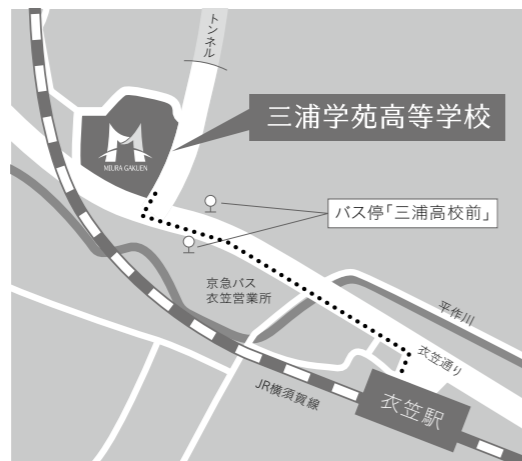 トンネル
三浦学苑高等学校
MIURA GAKUEN
バス停「三浦高校前」
京急バス
衣笠営業所
平作川
衣笠通り
JR横須賀線
衣笠駅